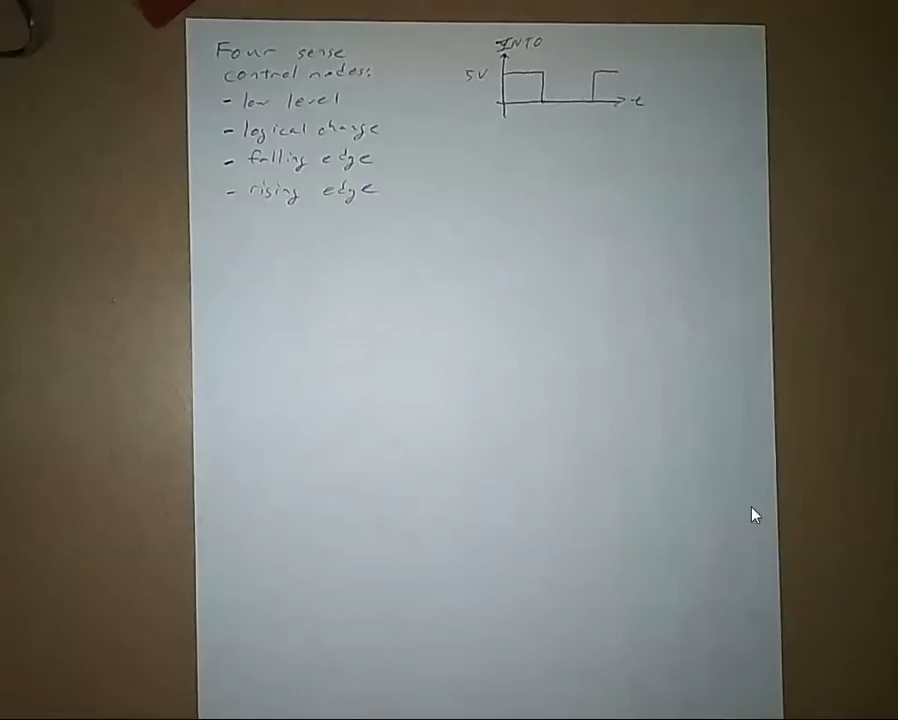 Four sense
control modes:
- low level
- logical change
- falling edge
- rising edge
INT0
5V
t